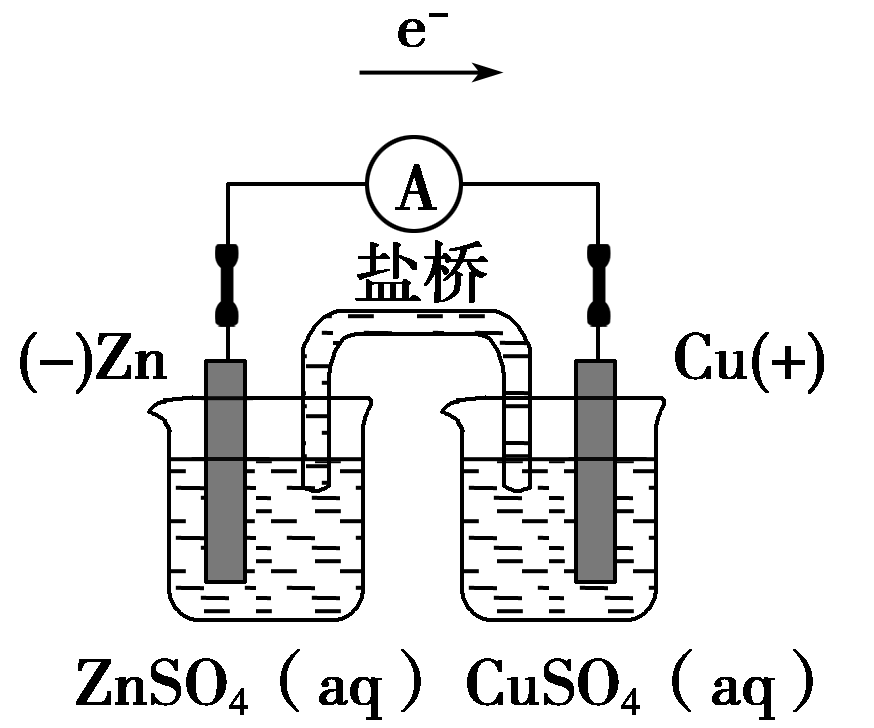 e⁻
A
盐桥
(−)Zn
Cu(+)
ZnSO₄（aq）
CuSO₄（aq）